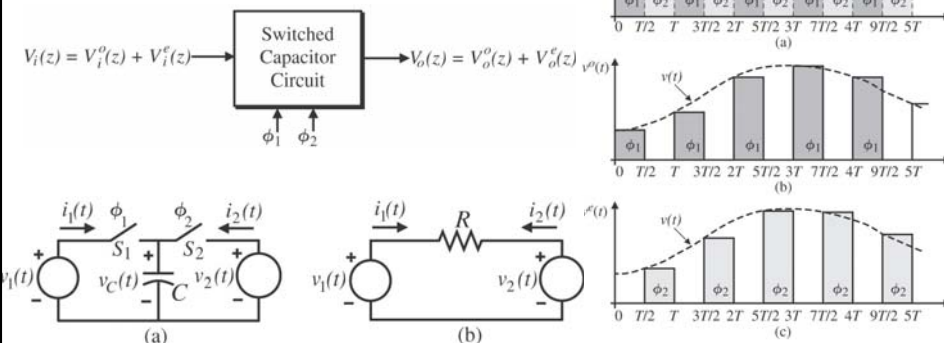 V_i(z) = V_i^o(z) + V_i^e(z)
Switched
Capacitor
Circuit
V_o(z) = V_o^o(z) + V_o^e(z)
ϕ1 ϕ2
i1(t) ϕ1 ϕ2 i2(t)
S1 S2
v1(t) vC(t) C v2(t)
(a)
i1(t) R i2(t)
v1(t) v2(t)
(b)
ϕ1 ϕ2 ϕ1 ϕ2 ϕ1 ϕ2 ϕ1 ϕ2 ϕ1 ϕ2
0 T/2 T 3T/2 2T 5T/2 3T 7T/2 4T 9T/2 5T
(a)
v^o(t)
v(t)
ϕ1 ϕ1 ϕ1 ϕ1 ϕ1
0 T/2 T 3T/2 2T 5T/2 3T 7T/2 4T 9T/2 5T
(b)
e(t)
v(t)
ϕ2 ϕ2 ϕ2 ϕ2 ϕ2
0 T/2 T 3T/2 2T 5T/2 3T 7T/2 4T 9T/2 5T
(c)